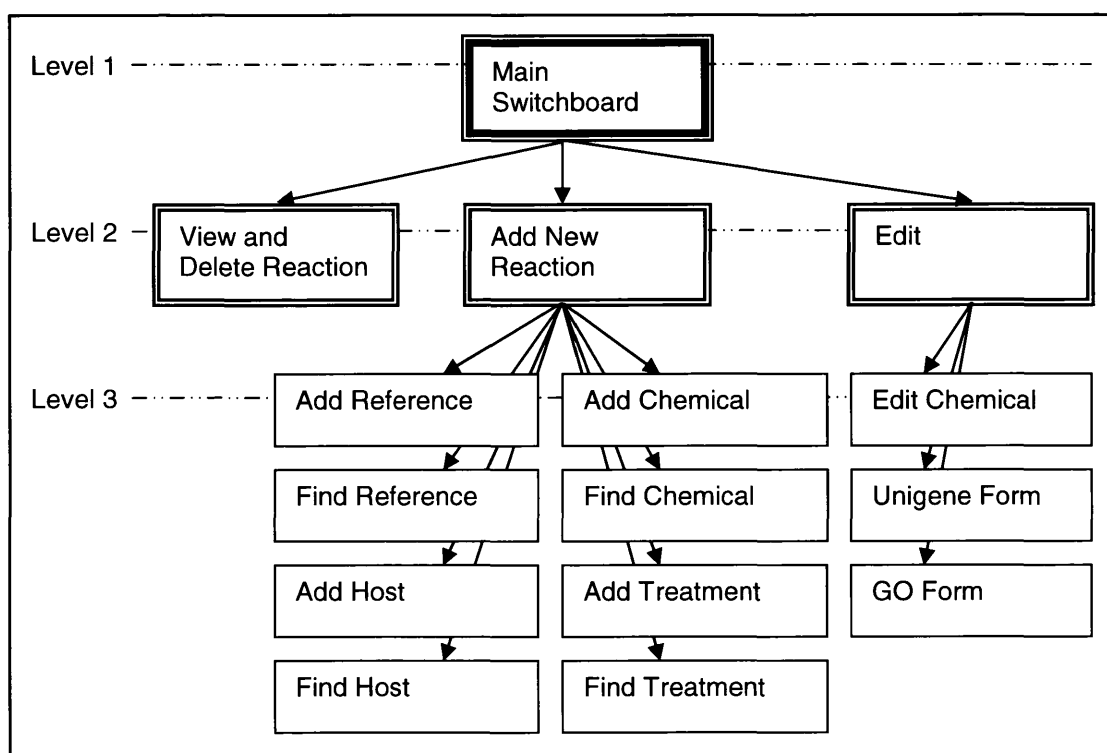 Level 1
Main
Switchboard
Level 2
View and
Delete Reaction
Add New
Reaction
Edit
Level 3
Add Reference
Add Chemical
Edit Chemical
Find Reference
Find Chemical
Unigene Form
Add Host
Add Treatment
GO Form
Find Host
Find Treatment